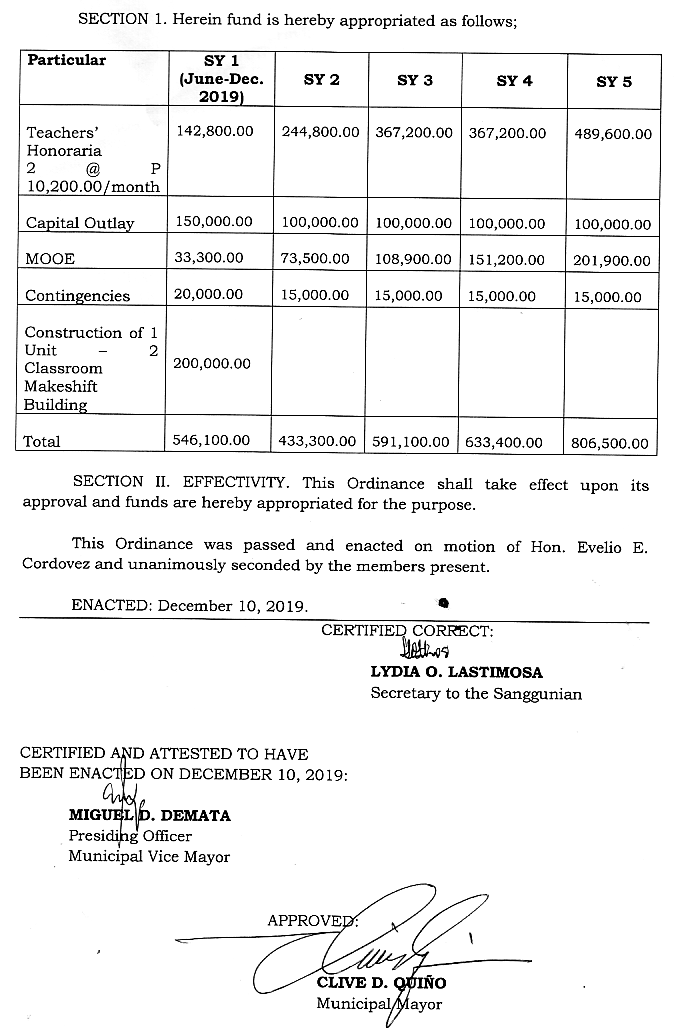 SECTION 1. Herein fund is hereby appropriated as follows;
Particular SY 1 (June-Dec. 2019) SY 2 SY 3 SY 4 SY 5
Teachers' Honoraria 2 @ P 10,200.00/month 142,800.00 244,800.00 367,200.00 367,200.00 489,600.00
Capital Outlay 150,000.00 100,000.00 100,000.00 100,000.00 100,000.00
MOOE 33,300.00 73,500.00 108,900.00 151,200.00 201,900.00
Contingencies 20,000.00 15,000.00 15,000.00 15,000.00 15,000.00
Construction of 1 Unit – 2 Classroom Makeshift Building 200,000.00
Total 546,100.00 433,300.00 591,100.00 633,400.00 806,500.00
SECTION II. EFFECTIVITY. This Ordinance shall take effect upon its
approval and funds are hereby appropriated for the purpose.
This Ordinance was passed and enacted on motion of Hon. Evelio E.
Cordovez and unanimously seconded by the members present.
ENACTED: December 10, 2019.
CERTIFIED CORRECT:
LYDIA O. LASTIMOSA
Secretary to the Sanggunian
CERTIFIED AND ATTESTED TO HAVE
BEEN ENACTED ON DECEMBER 10, 2019:
MIGUEL D. DEMATA
Presiding Officer
Municipal Vice Mayor
APPROVED:
CLIVE D. QUIÑO
Municipal Mayor